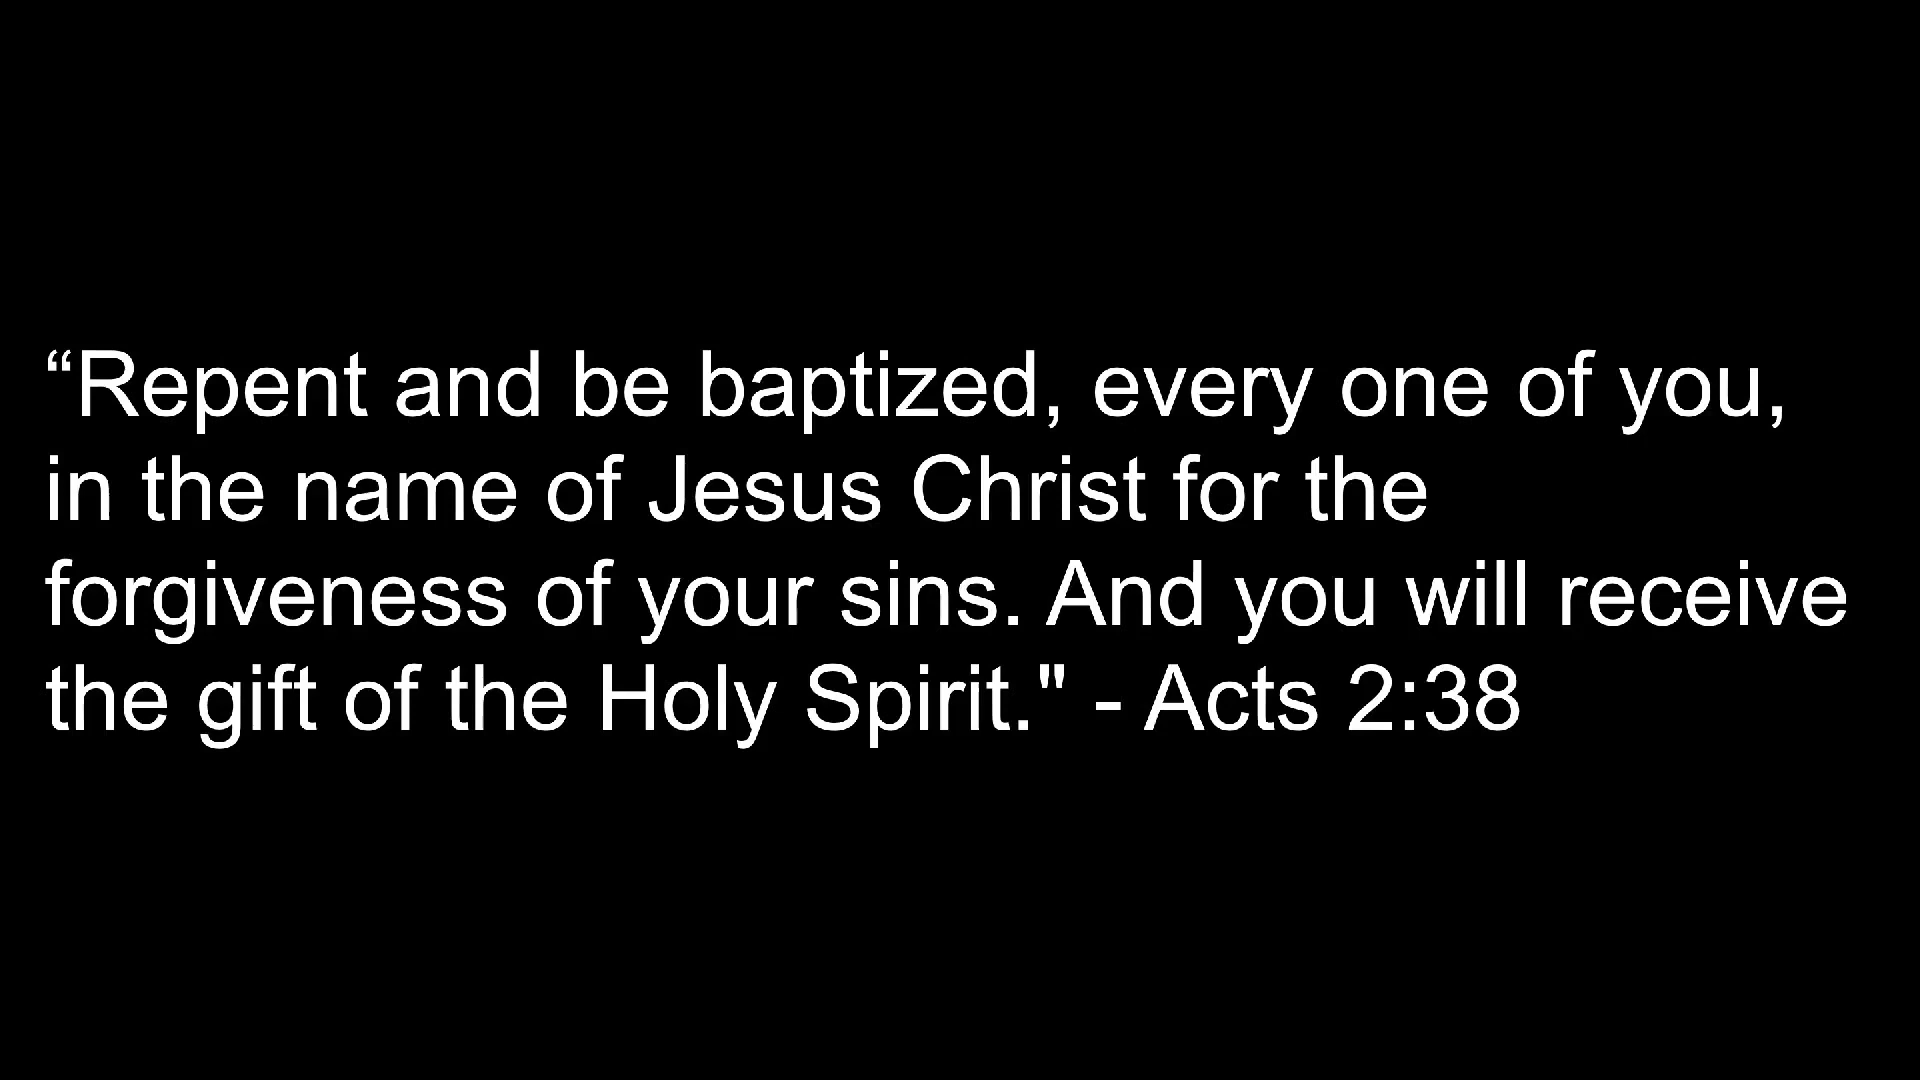 “Repent and be baptized, every one of you,
in the name of Jesus Christ for the
forgiveness of your sins. And you will receive
the gift of the Holy Spirit." - Acts 2:38